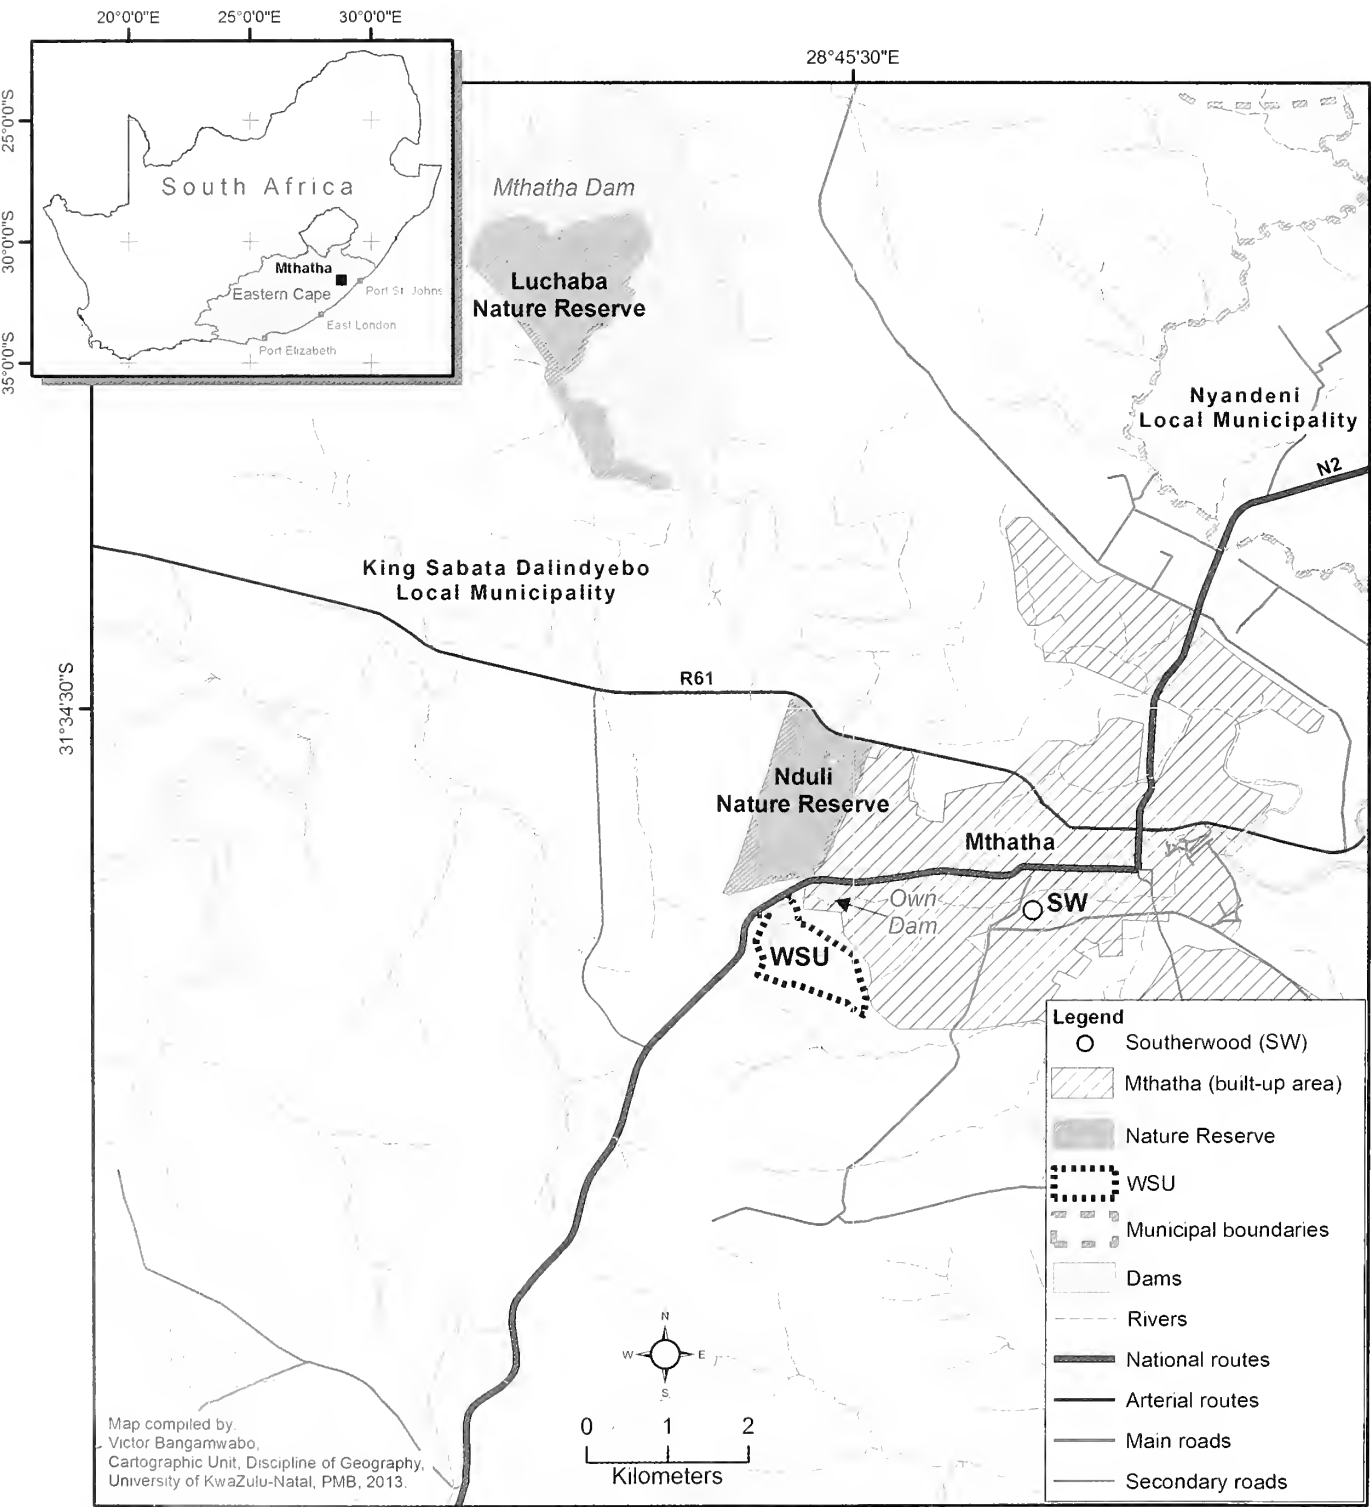 20°0'0"E
25°0'0"E
30°0'0"E
28°45'30"E
25°0'0"S
30°0'0"S
35°0'0"S
31°34'30"S
South Africa
Mthatha
Eastern Cape
Port St. Johns
East London
Port Elizabeth
Mthatha Dam
Luchaba
Nature Reserve
Nyandeni
Local Municipality
N2
King Sabata Dalindyebo
Local Municipality
R61
Nduli
Nature Reserve
Mthatha
Own
Dam
SW
WSU
Legend
Southerwood (SW)
Mthatha (built-up area)
Nature Reserve
WSU
Municipal boundaries
Dams
Rivers
National routes
Arterial routes
Main roads
Secondary roads
N
W
E
S
0 1 2
Kilometers
Map compiled by.
Victor Bangamwabo,
Cartographic Unit, Discipline of Geography,
University of KwaZulu-Natal, PMB, 2013.